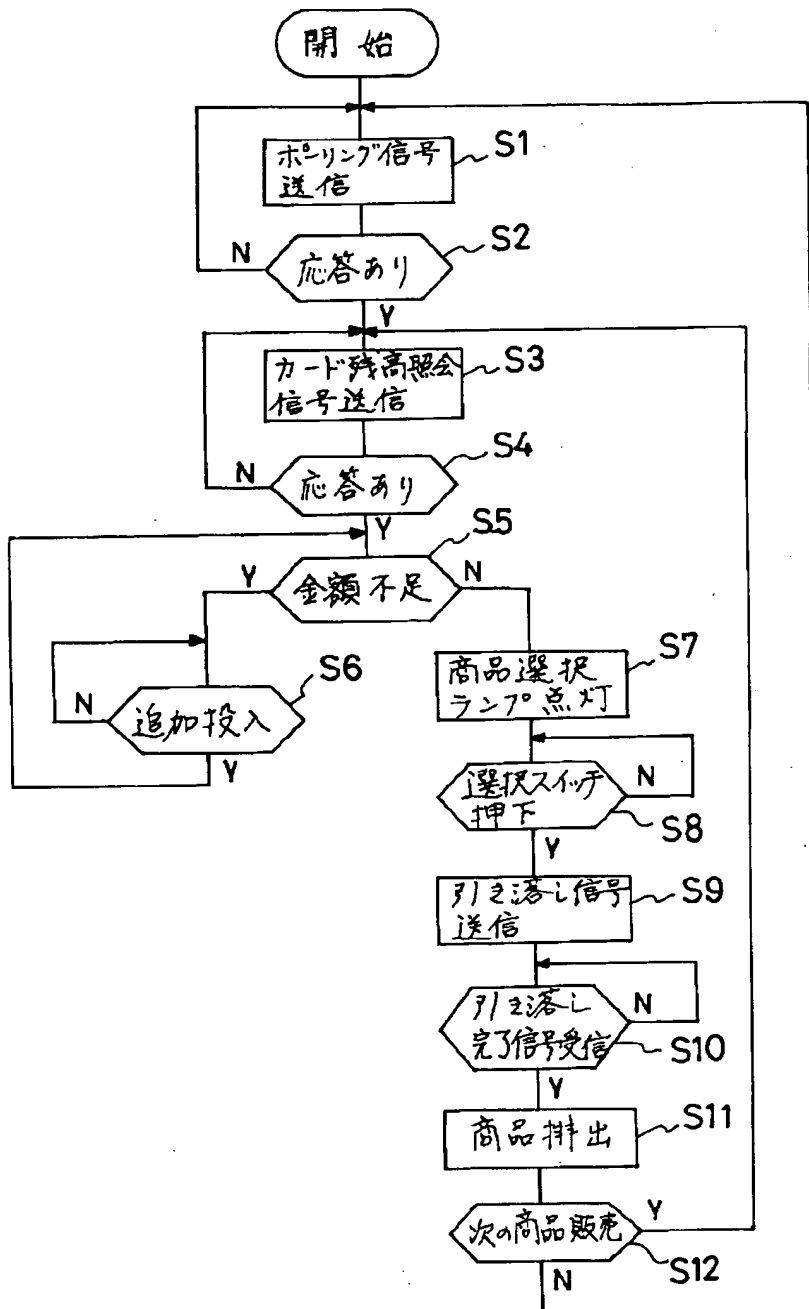 開始
ポーリング信号
送信
S1
応答あり
S2
N
Y
カード残高照会
信号送信
S3
応答あり
S4
N
Y
金額不足
S5
Y
N
追加投入
S6
N
Y
商品選択
ランプ点灯
S7
選択スイッチ
押下
N
S8
Y
引き落し信号
送信
S9
引き落し
完了信号受信
N
S10
Y
商品排出
S11
次の商品販売
Y
S12
N